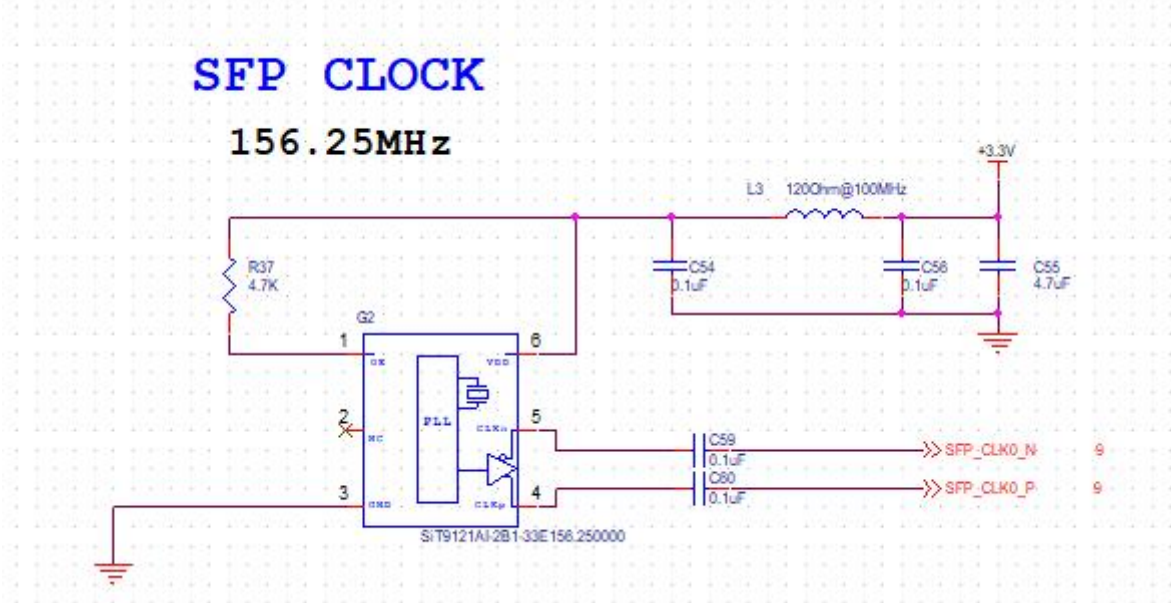 SFP CLOCK
156.25MHz
+3.3V
L3 120Ohm@100MHz
R37
4.7K
C54
0.1uF
C56
0.1uF
C55
4.7uF
G2
1
OE
6
VDD
2
NC
PLL
5
CLKn
C59
0.1uF
SFP_CLK0_N 9
C60
0.1uF
SFP_CLK0_P 9
3
GND
4
CLKp
SiT9121AI-2B1-33E156.250000